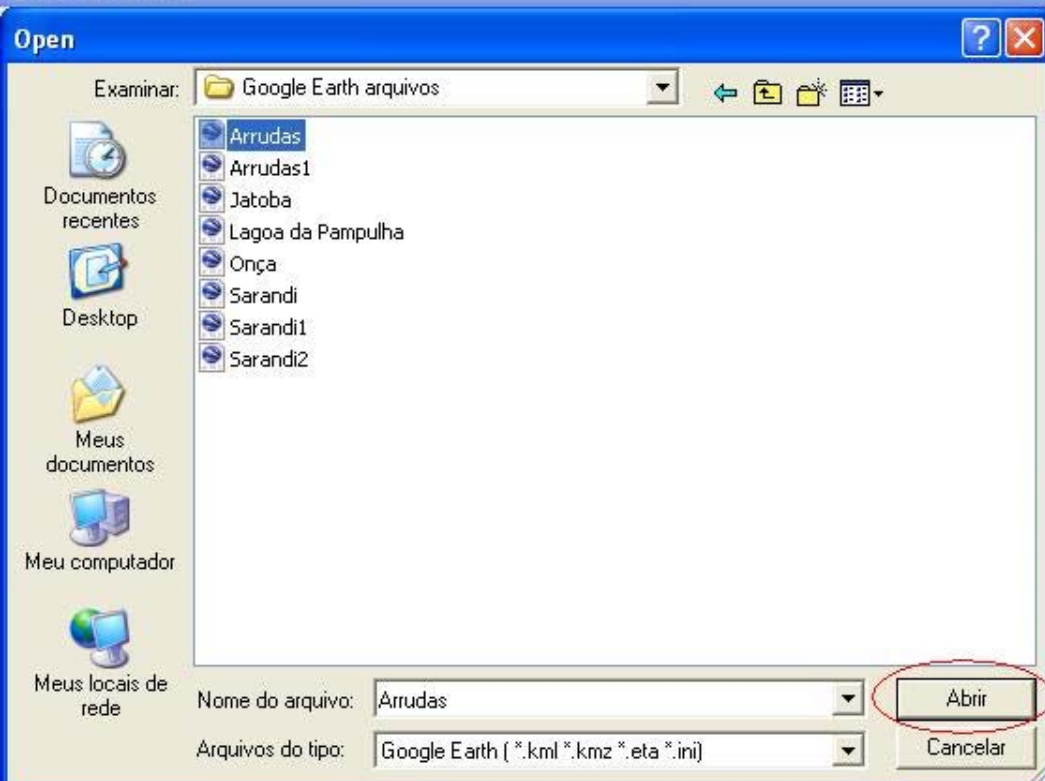 Open
Examinar: Google Earth arquivos
Arrudas
Arrudas1
Jatoba
Lagoa da Pampulha
Onça
Sarandi
Sarandi1
Sarandi2
Documentos
recentes
Desktop
Meus
documentos
Meu computador
Meus locais de
rede
Nome do arquivo: Arrudas Abrir
Arquivos do tipo: Google Earth ( *.kml *.kmz *.eta *.ini) Cancelar